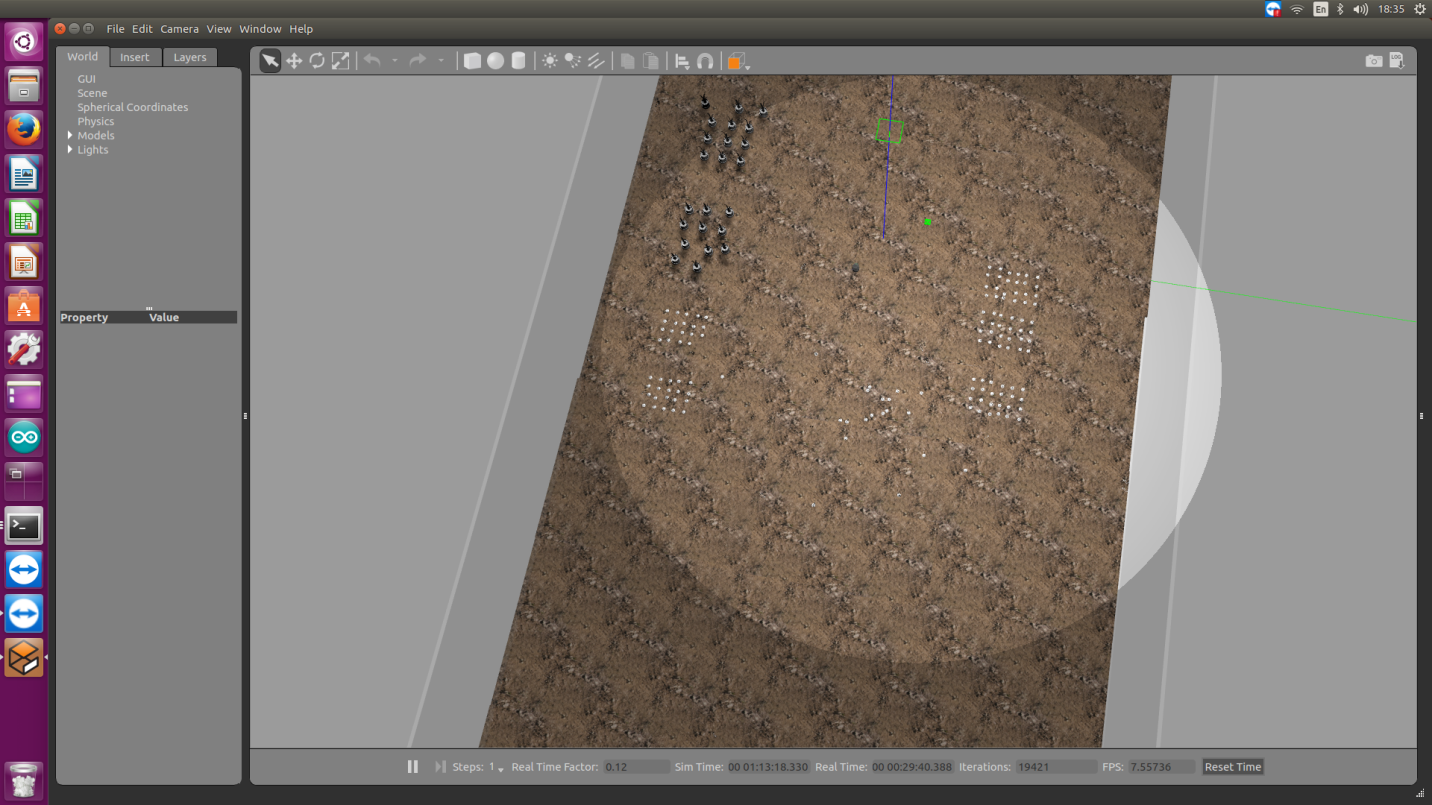 En 18:35
File Edit Camera View Window Help
World Insert Layers
LOG
GUI
Scene
Spherical Coordinates
Physics
Models
Lights
Property Value
Steps: 1 Real Time Factor: 0.12 Sim Time: 00 01:13:18.330 Real Time: 00 00:29:40.388 Iterations: 19421 FPS: 7.55736 Reset Time